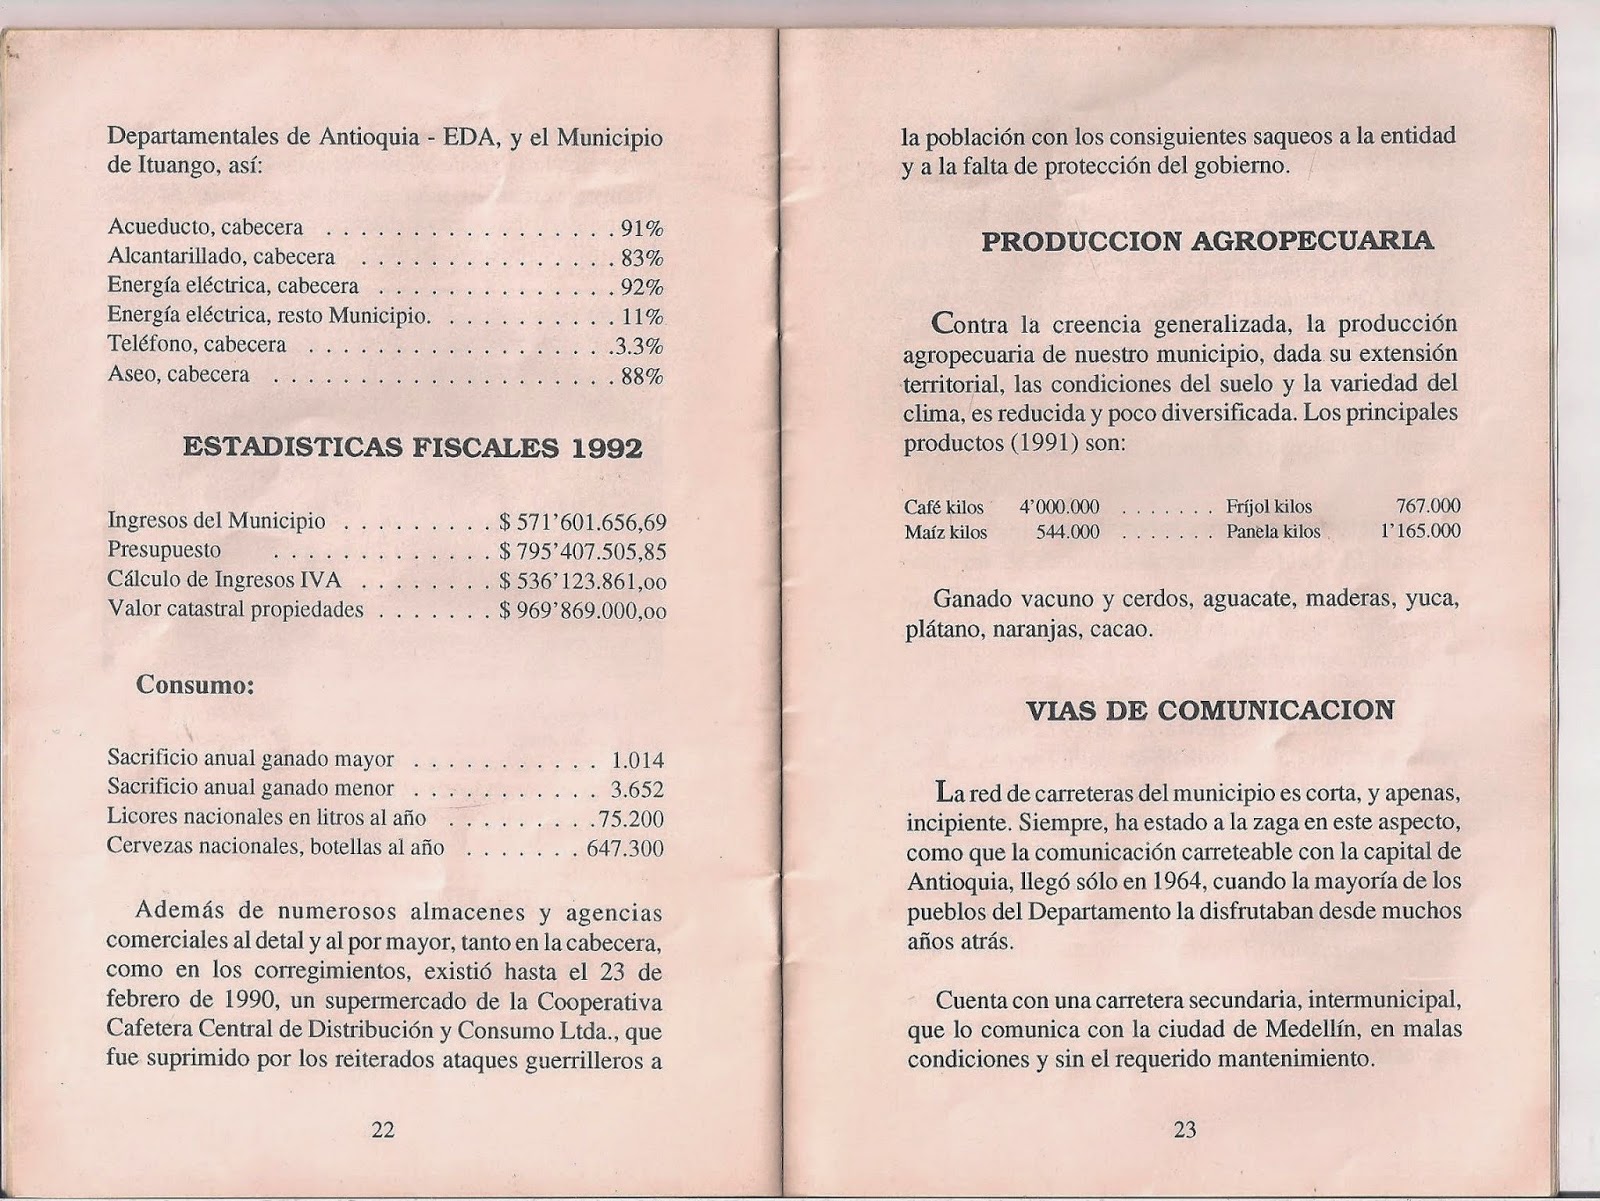 Departamentales de Antioquia - EDA, y el Municipio
de Ituango, así:
Acueducto, cabecera . . . . . . . . . . . . . . . . . 91%
Alcantarillado, cabecera . . . . . . . . . . . . . . . 83%
Energía eléctrica, cabecera . . . . . . . . . . . . . . 92%
Energía eléctrica, resto Municipio. . . . . . . . . . . 11%
Teléfono, cabecera . . . . . . . . . . . . . . . . . .3.3%
Aseo, cabecera . . . . . . . . . . . . . . . . . . . . 88%
ESTADISTICAS FISCALES 1992
Ingresos del Municipio . . . . . . . . . $ 571'601.656,69
Presupuesto . . . . . . . . . . . . . $ 795'407.505,85
Cálculo de Ingresos IVA . . . . . . . . $ 536'123.861,oo
Valor catastral propiedades . . . . . . . $ 969'869.000,oo
Consumo:
Sacrificio anual ganado mayor . . . . . . . . . . . 1.014
Sacrificio anual ganado menor . . . . . . . . . . . 3.652
Licores nacionales en litros al año . . . . . . . . .75.200
Cervezas nacionales, botellas al año . . . . . . . 647.300
Además de numerosos almacenes y agencias
comerciales al detal y al por mayor, tanto en la cabecera,
como en los corregimientos, existió hasta el 23 de
febrero de 1990, un supermercado de la Cooperativa
Cafetera Central de Distribución y Consumo Ltda., que
fue suprimido por los reiterados ataques guerrilleros a
22
la población con los consiguientes saqueos a la entidad
y a la falta de protección del gobierno.
PRODUCCION AGROPECUARIA
Contra la creencia generalizada, la producción
agropecuaria de nuestro municipio, dada su extensión
territorial, las condiciones del suelo y la variedad del
clima, es reducida y poco diversificada. Los principales
productos (1991) son:
Café kilos 4'000.000 . . . . . . . Fríjol kilos 767.000
Maíz kilos 544.000 . . . . . . . Panela kilos 1'165.000
Ganado vacuno y cerdos, aguacate, maderas, yuca,
plátano, naranjas, cacao.
VIAS DE COMUNICACION
La red de carreteras del municipio es corta, y apenas,
incipiente. Siempre, ha estado a la zaga en este aspecto,
como que la comunicación carreteable con la capital de
Antioquia, llegó sólo en 1964, cuando la mayoría de los
pueblos del Departamento la disfrutaban desde muchos
años atrás.
Cuenta con una carretera secundaria, intermunicipal,
que lo comunica con la ciudad de Medellín, en malas
condiciones y sin el requerido mantenimiento.
23